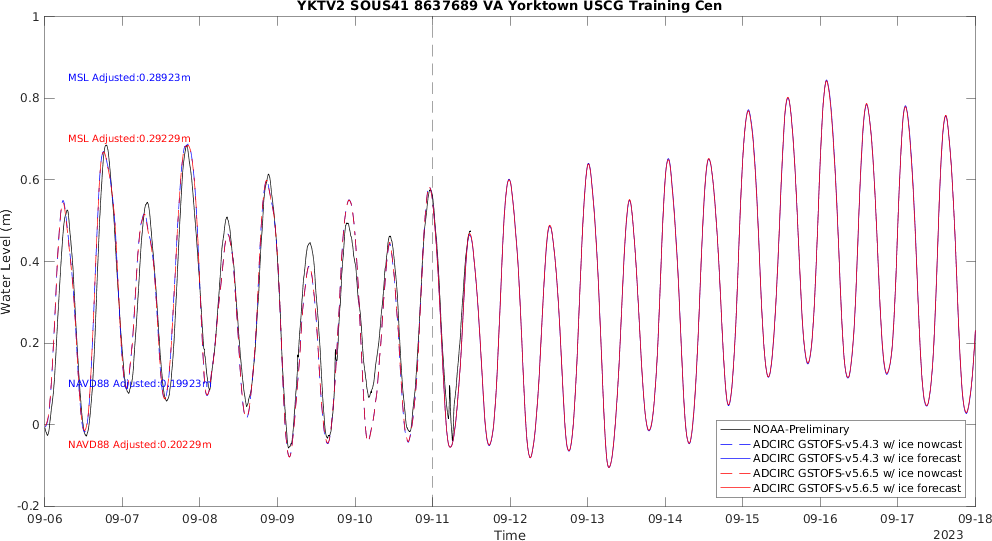 YKTV2 SOUS41 8637689 VA Yorktown USCG Training Cen
1
0.8
0.6
0.4
0.2
0
-0.2
Water Level (m)
MSL Adjusted:0.28923m
MSL Adjusted:0.29229m
NAVD88 Adjusted:0.19923m
NAVD88 Adjusted:0.20229m
NOAA-Preliminary
ADCIRC GSTOFS-v5.4.3 w/ ice nowcast
ADCIRC GSTOFS-v5.4.3 w/ ice forecast
ADCIRC GSTOFS-v5.6.5 w/ ice nowcast
ADCIRC GSTOFS-v5.6.5 w/ ice forecast
09-06 09-07 09-08 09-09 09-10 09-11 09-12 09-13 09-14 09-15 09-16 09-17 09-18
Time
2023